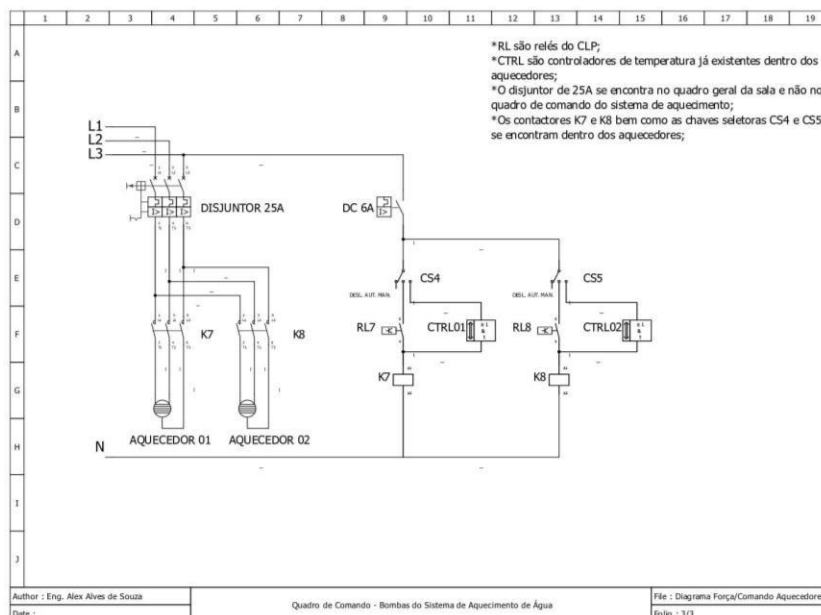 1 2 3 4 5 6 7 8 9 10 11 12 13 14 15 16 17 18 19
A
B
C
D
E
F
G
H
I
J
*RL são relés do CLP;
*CTRL são controladores de temperatura já existentes dentro dos
aquecedores;
*O disjuntor de 25A se encontra no quadro geral da sala e não no
quadro de comando do sistema de aquecimento;
*Os contactores K7 e K8 bem como as chaves seletoras CS4 e CS5
se encontram dentro dos aquecedores;
L1
L2
L3
DISJUNTOR 25A
DC 6A
CS4
CS5
DESL. AUT. MAN.
DESL. AUT. MAN.
K7
K8
RL7
CTRL01
RL8
CTRL02
K7
K8
AQUECEDOR 01
AQUECEDOR 02
N
Author : Eng. Alex Alves de Souza
Date :
Quadro de Comando - Bombas do Sistema de Aquecimento de Água
File : Diagrama Força/Comando Aquecedore
Folio : 3/3